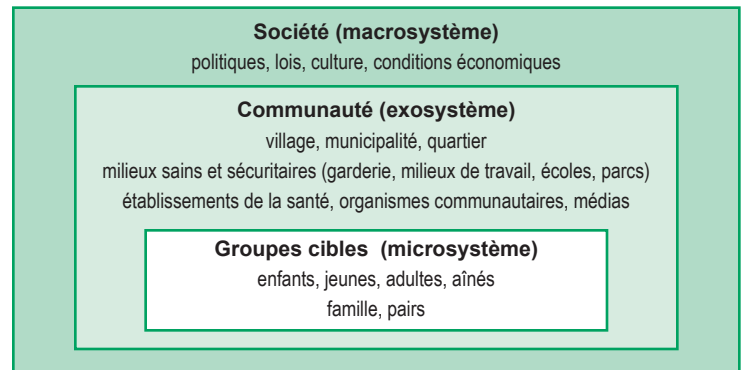 Société (macrosystème)
politiques, lois, culture, conditions économiques
Communauté (exosystème)
village, municipalité, quartier
milieux sains et sécuritaires (garderie, milieux de travail, écoles, parcs)
établissements de la santé, organismes communautaires, médias
Groupes cibles (microsystème)
enfants, jeunes, adultes, aînés
famille, pairs